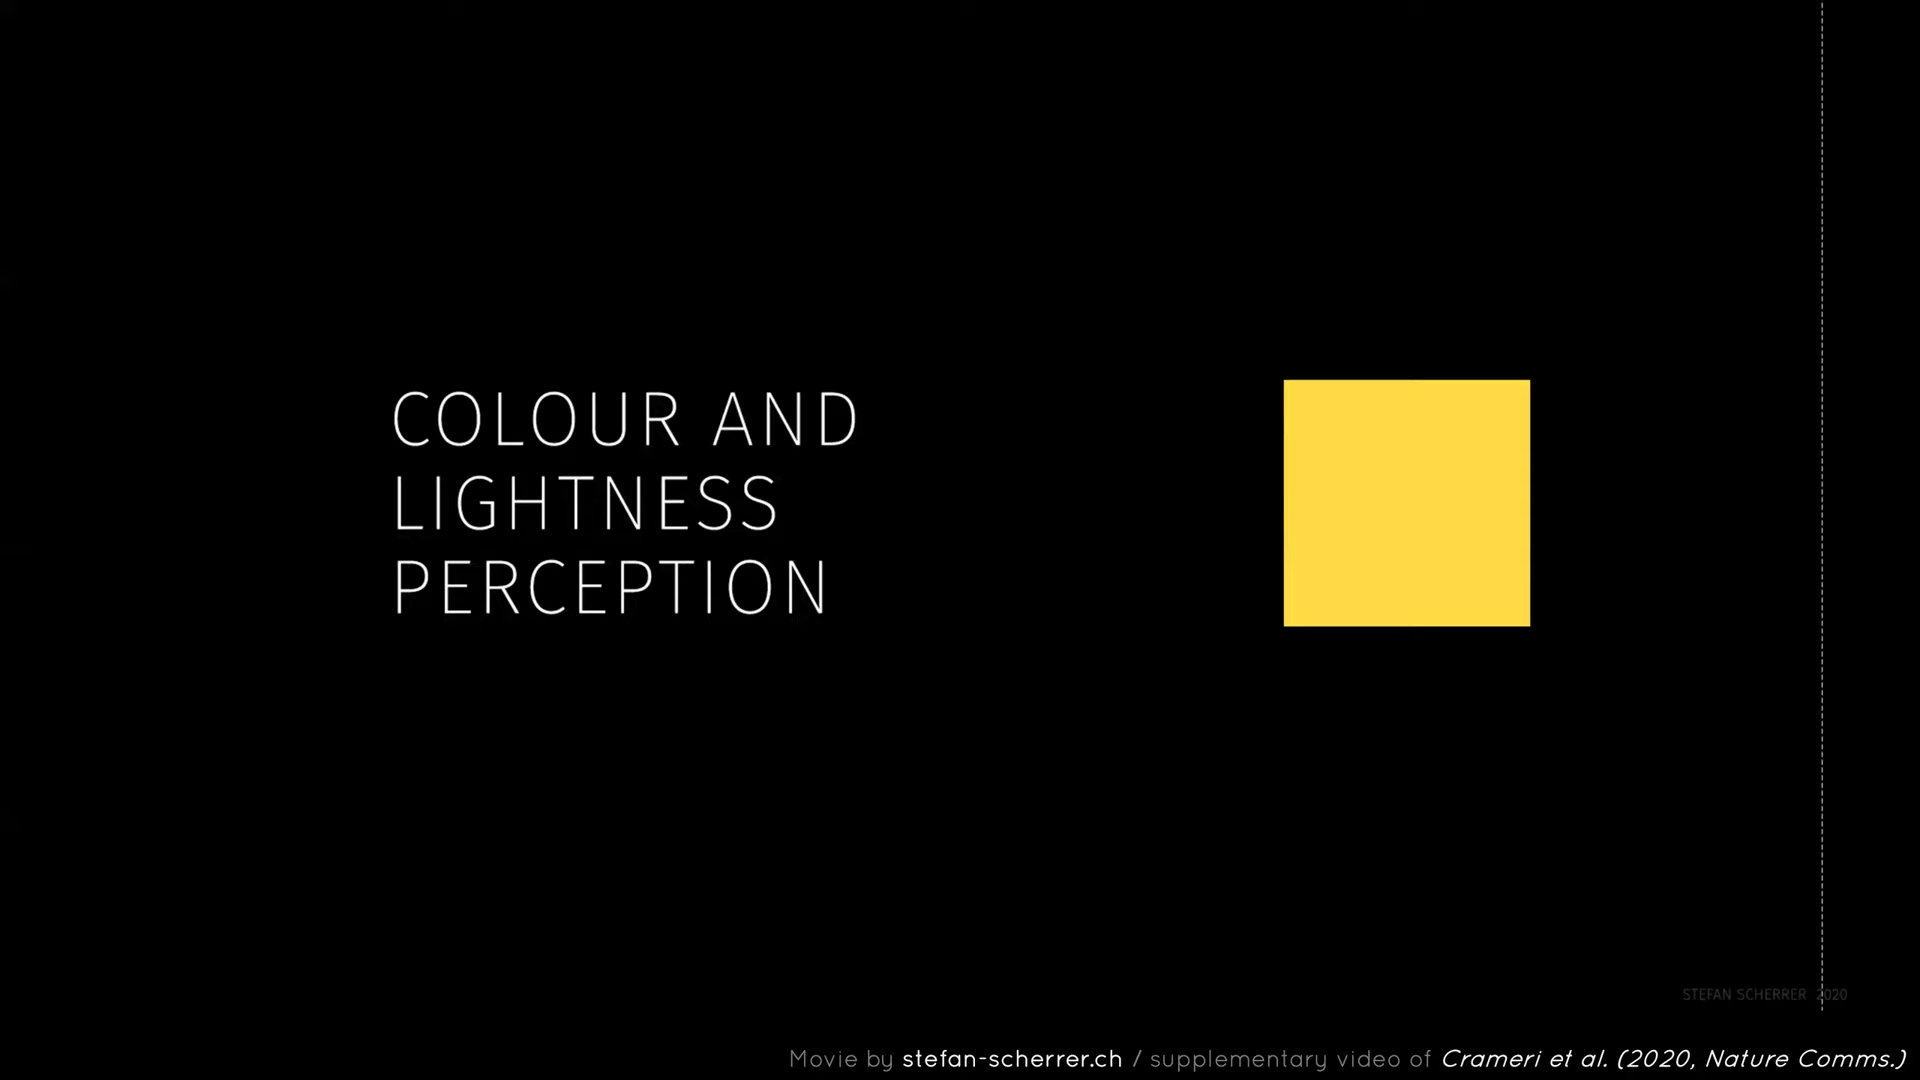 COLOUR AND
LIGHTNESS
PERCEPTION
STEFAN SCHERRER 2020
Movie by stefan-scherrer.ch / supplementary video of Crameri et al. (2020, Nature Comms.)